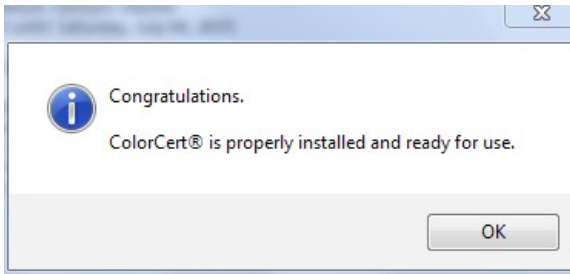 Congratulations.
ColorCert® is properly installed and ready for use.
OK